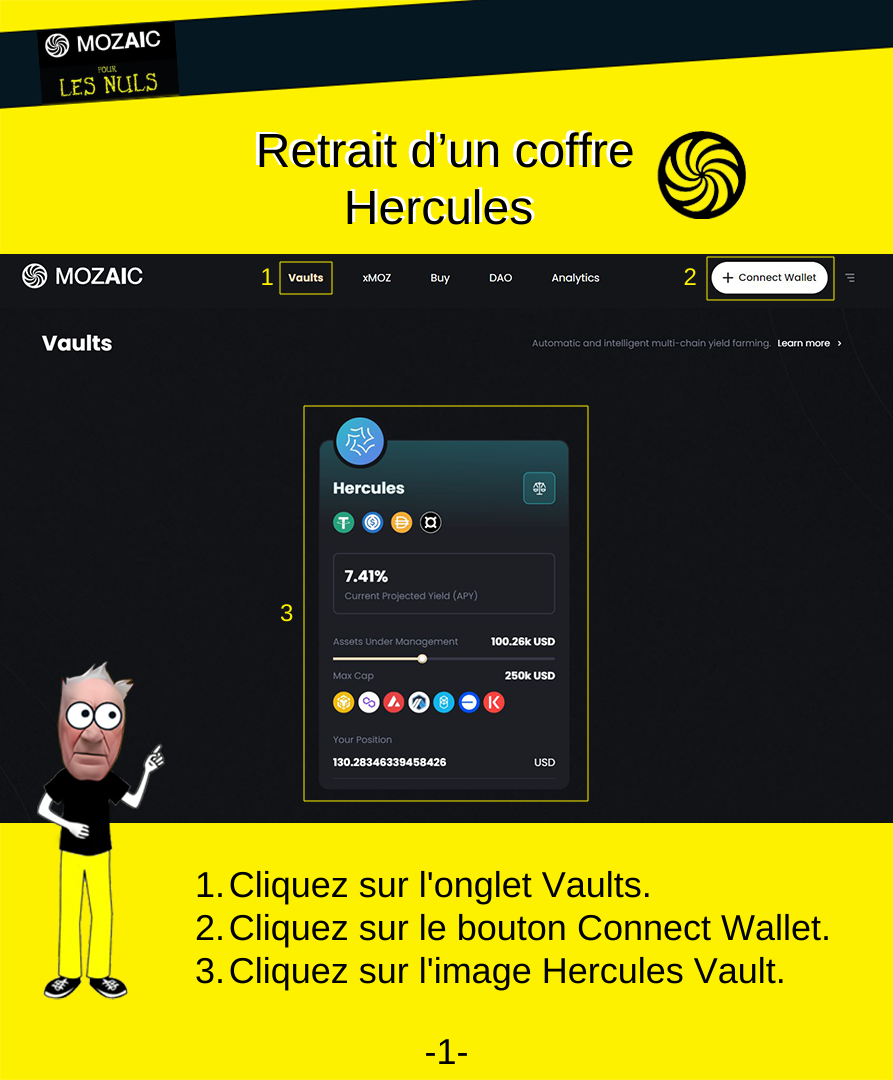 MOZAIC
POUR
LES NULS
Retrait d’un coffre
Hercules
MOZAIC
1
Vaults
xMOZ
Buy
DAO
Analytics
2
Connect Wallet
Vaults
Automatic and intelligent multi-chain yield farming. Learn more
Hercules
7.41%
Current Projected Yield (APY)
3
Assets Under Management 100.26k USD
Max Cap 250k USD
Your Position
130.28346339458426 USD
1. Cliquez sur l'onglet Vaults.
2. Cliquez sur le bouton Connect Wallet.
3. Cliquez sur l'image Hercules Vault.
-1-